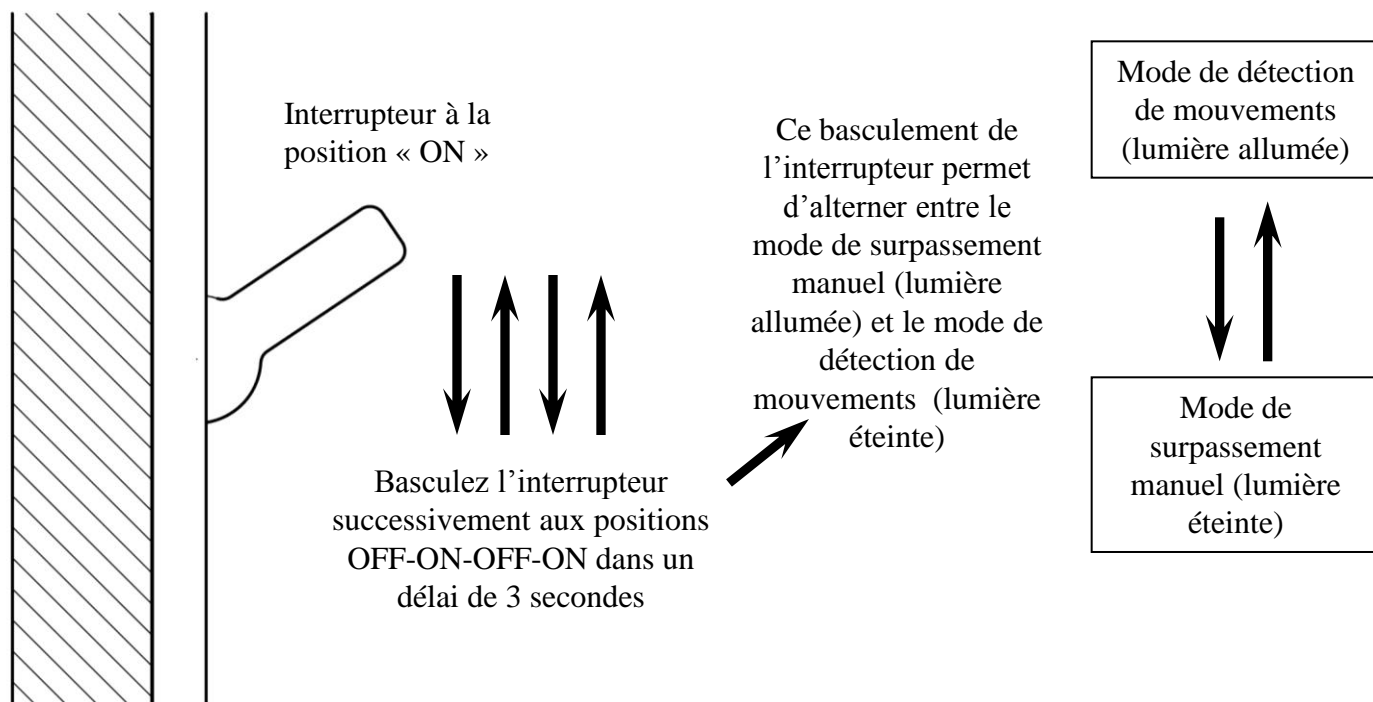 Interrupteur à la
position « ON »
Basculez l’interrupteur
successivement aux positions
OFF-ON-OFF-ON dans un
délai de 3 secondes
Ce basculement de
l’interrupteur permet
d’alterner entre le
mode de surpassement
manuel (lumière
allumée) et le mode de
détection de
mouvements (lumière
éteinte)
Mode de détection
de mouvements
(lumière allumée)
Mode de
surpassement
manuel (lumière
éteinte)